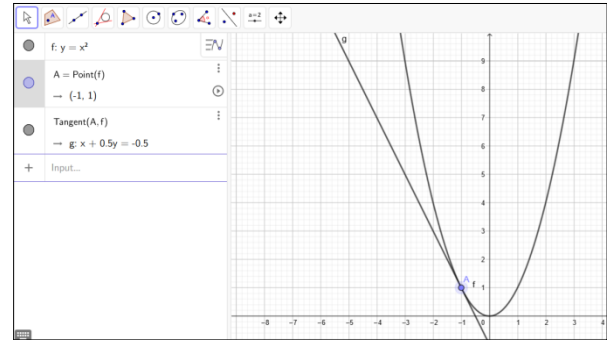 a=2
f: y = x²
A = Point(f)
→ (-1, 1)
Tangent(A, f)
→ g: x + 0.5y = -0.5
+ Input...
g
9
8
7
6
5
4
3
2
A
f
1
-8 -7 -6 -5 -4 -3 -2 -1 0 1 2 3 4